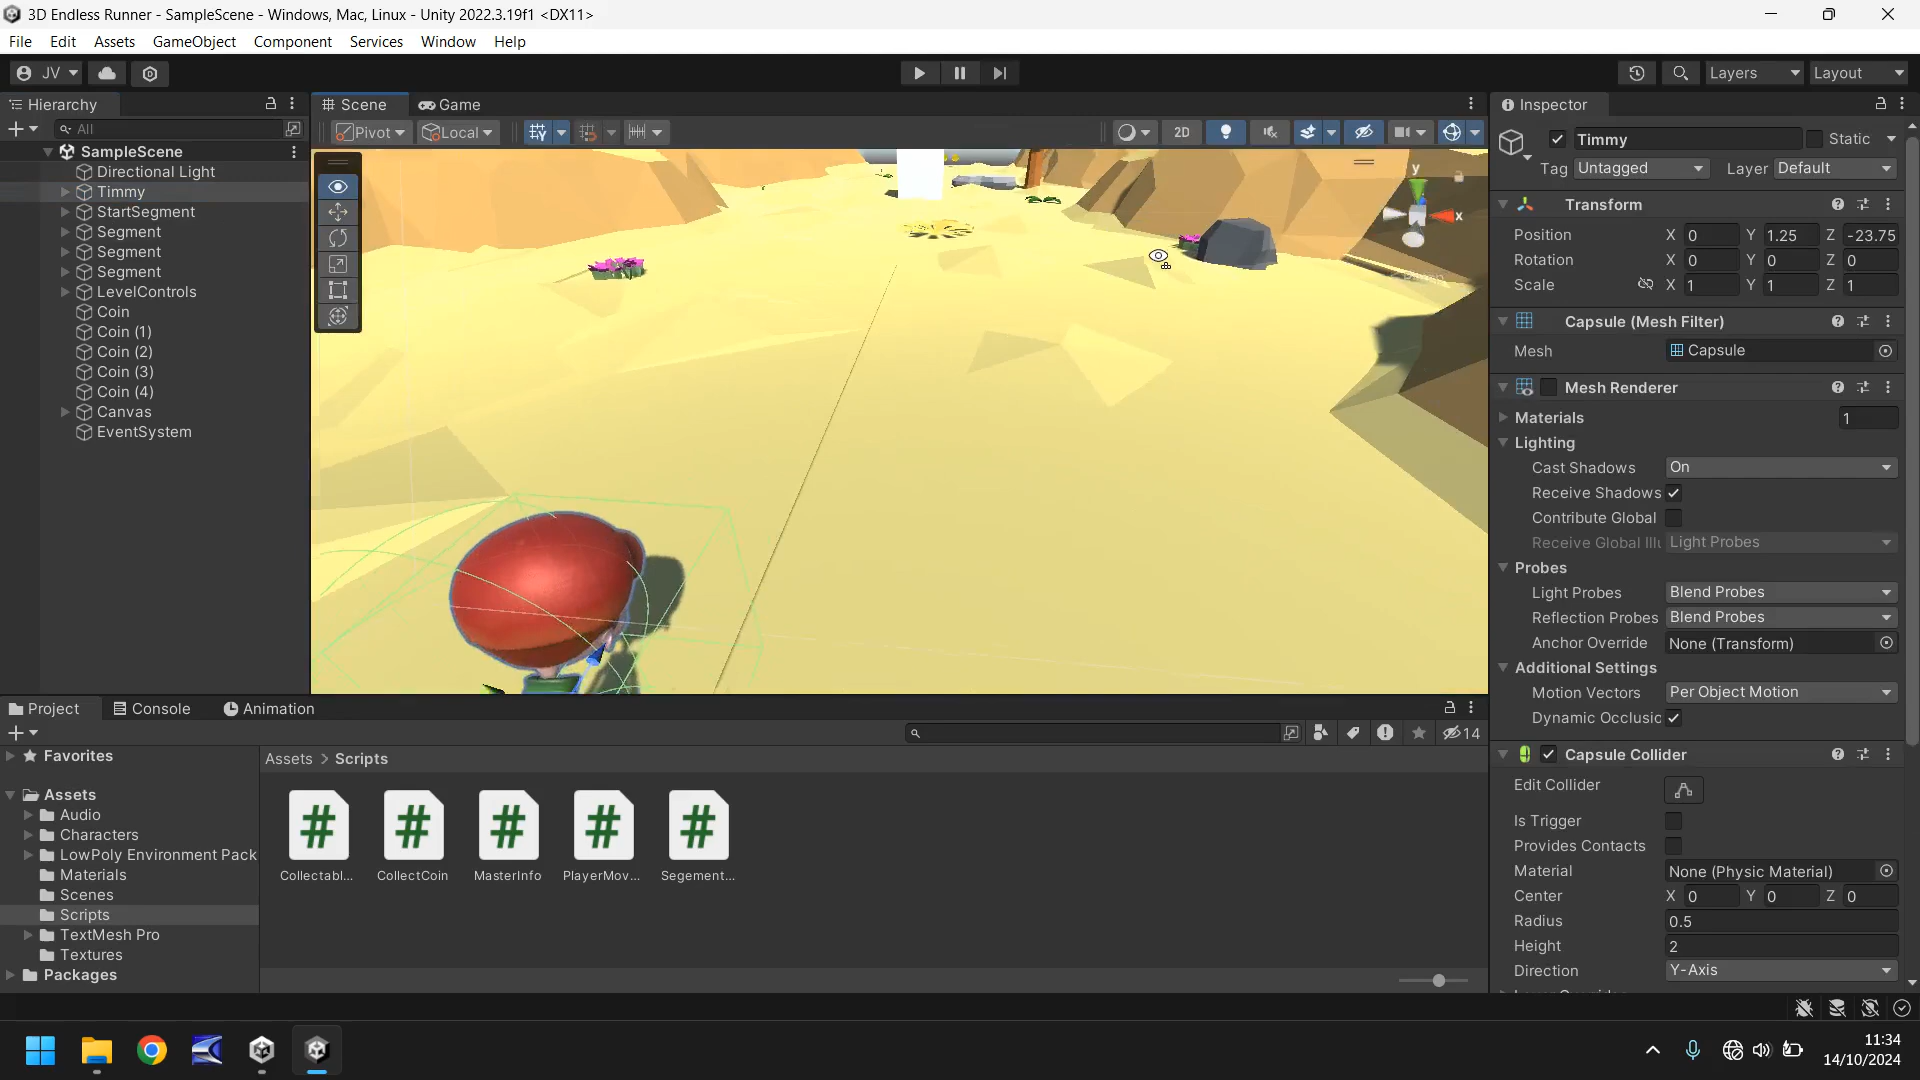 3D Endless Runner - SampleScene - Windows, Mac, Linux - Unity 2022.3.19f1 <DX11>
File Edit Assets GameObject Component Services Window Help
JV Layers Layout
Hierarchy
All
SampleScene
Directional Light
Timmy
StartSegment
Segment
Segment
Segment
LevelControls
Coin
Coin (1)
Coin (2)
Coin (3)
Coin (4)
Canvas
EventSystem
Scene Game
Pivot Local 2D
y
x
Inspector
Timmy Static
Tag Untagged Layer Default
Transform
Position X 0 Y 1.25 Z -23.75
Rotation X 0 Y 0 Z 0
Scale X 1 Y 1 Z 1
Capsule (Mesh Filter)
Mesh Capsule
Mesh Renderer
Materials 1
Lighting
Cast Shadows On
Receive Shadows
Contribute Global
Receive Global Illu Light Probes
Probes
Light Probes Blend Probes
Reflection Probes Blend Probes
Anchor Override None (Transform)
Additional Settings
Motion Vectors Per Object Motion
Dynamic Occlusic
Capsule Collider
Edit Collider
Is Trigger
Provides Contacts
Material None (Physic Material)
Center X 0 Y 0 Z 0
Radius 0.5
Height 2
Direction Y-Axis
Project Console Animation
14
Favorites
Assets
Audio
Characters
LowPoly Environment Pack
Materials
Scenes
Scripts
TextMesh Pro
Textures
Packages
Assets > Scripts
Collectabl... CollectCoin MasterInfo PlayerMov... Segement...
11:34
14/10/2024